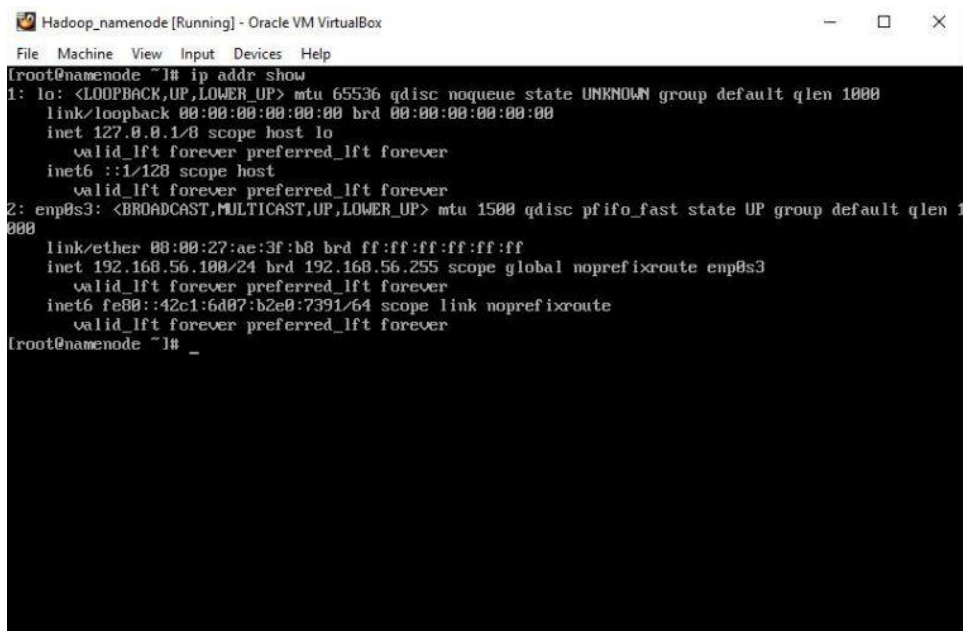 Hadoop_namenode [Running] - Oracle VM VirtualBox
File Machine View Input Devices Help
[root@namenode ~]# ip addr show
1: lo: <LOOPBACK,UP,LOWER_UP> mtu 65536 qdisc noqueue state UNKNOWN group default qlen 1000
    link/loopback 00:00:00:00:00:00 brd 00:00:00:00:00:00
    inet 127.0.0.1/8 scope host lo
       valid_lft forever preferred_lft forever
    inet6 ::1/128 scope host
       valid_lft forever preferred_lft forever
2: enp0s3: <BROADCAST,MULTICAST,UP,LOWER_UP> mtu 1500 qdisc pfifo_fast state UP group default qlen 1
000
    link/ether 08:00:27:ae:3f:b8 brd ff:ff:ff:ff:ff:ff
    inet 192.168.56.100/24 brd 192.168.56.255 scope global noprefixroute enp0s3
       valid_lft forever preferred_lft forever
    inet6 fe80::42c1:6d07:b2e0:7391/64 scope link noprefixroute
       valid_lft forever preferred_lft forever
[root@namenode ~]# _